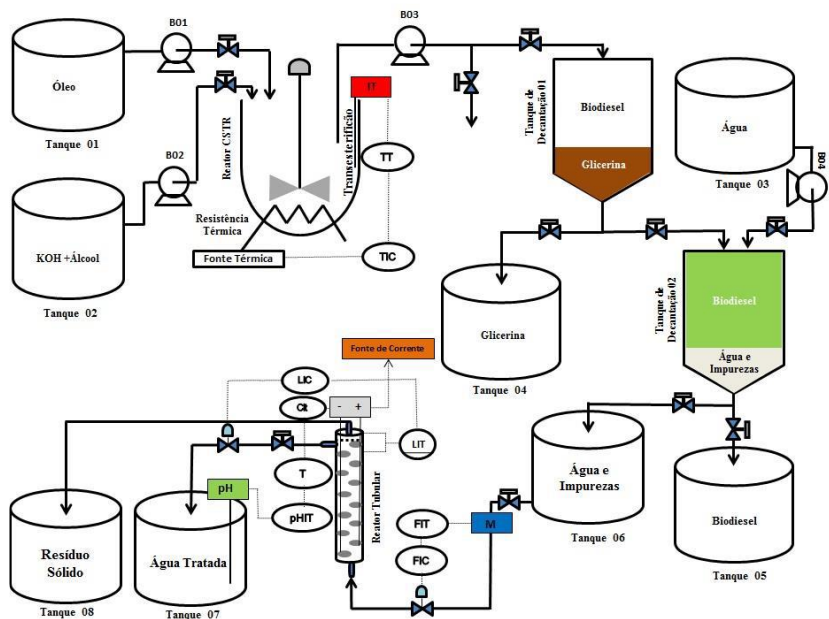 B01
Óleo
Tanque 01
B02
KOH +Álcool
Tanque 02
Reator CSTR
Transesterificação
Resistência
Térmica
Fonte Térmica
TT
TIC
B03
Tanque de
Decantação 01
Biodiesel
Glicerina
Água
Tanque 03
B04
Glicerina
Tanque 04
Tanque de
Decantação 02
Biodiesel
Água e
Impurezas
Fonte de Corrente
LIC
- +
LIT
T
pH
pHIT
Reator Tubular
FIT
M
FIC
Água e
Impurezas
Tanque 06
Biodiesel
Tanque 05
Resíduo
Sólido
Tanque 08
Água Tratada
Tanque 07